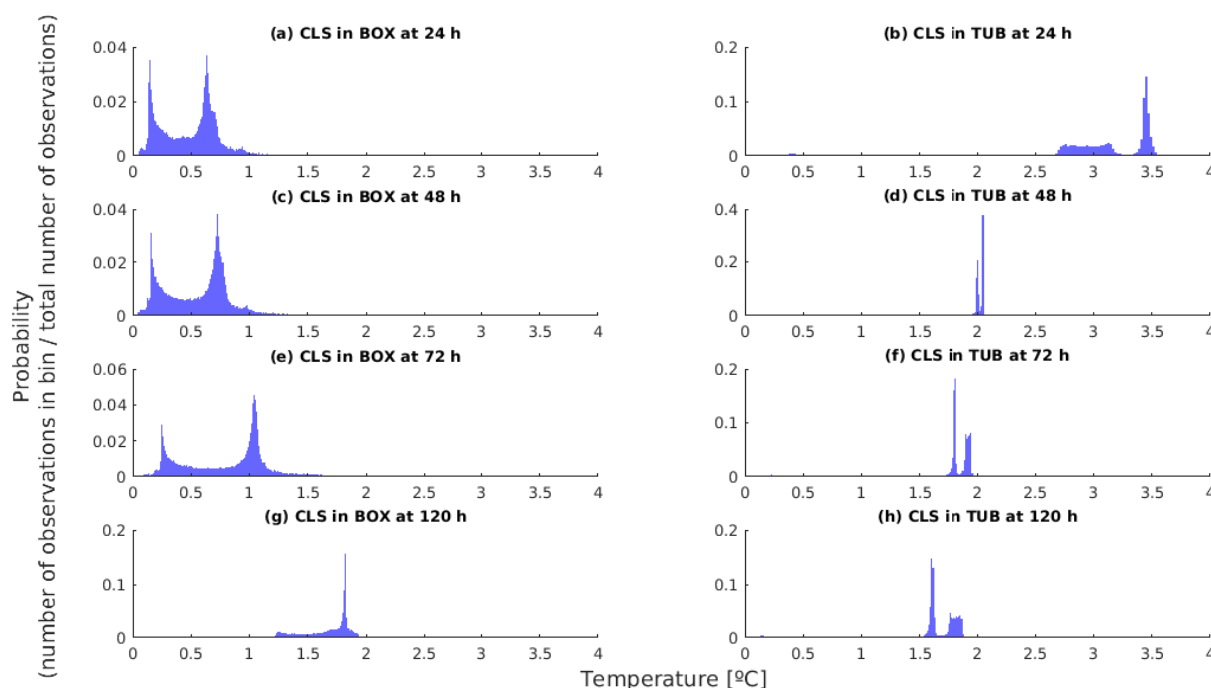 Probability
(number of observations in bin / total number of observations)
(a) CLS in BOX at 24 h
0.04
0.02
0
0 0.5 1 1.5 2 2.5 3 3.5 4
(b) CLS in TUB at 24 h
0.2
0.1
0
0 0.5 1 1.5 2 2.5 3 3.5 4
(c) CLS in BOX at 48 h
0.04
0.02
0
0 0.5 1 1.5 2 2.5 3 3.5 4
(d) CLS in TUB at 48 h
0.4
0.2
0
0 0.5 1 1.5 2 2.5 3 3.5 4
(e) CLS in BOX at 72 h
0.06
0.04
0.02
0
0 0.5 1 1.5 2 2.5 3 3.5 4
(f) CLS in TUB at 72 h
0.2
0.1
0
0 0.5 1 1.5 2 2.5 3 3.5 4
(g) CLS in BOX at 120 h
0.2
0.1
0
0 0.5 1 1.5 2 2.5 3 3.5 4
(h) CLS in TUB at 120 h
0.2
0.1
0
0 0.5 1 1.5 2 2.5 3 3.5 4
Temperature [ºC]